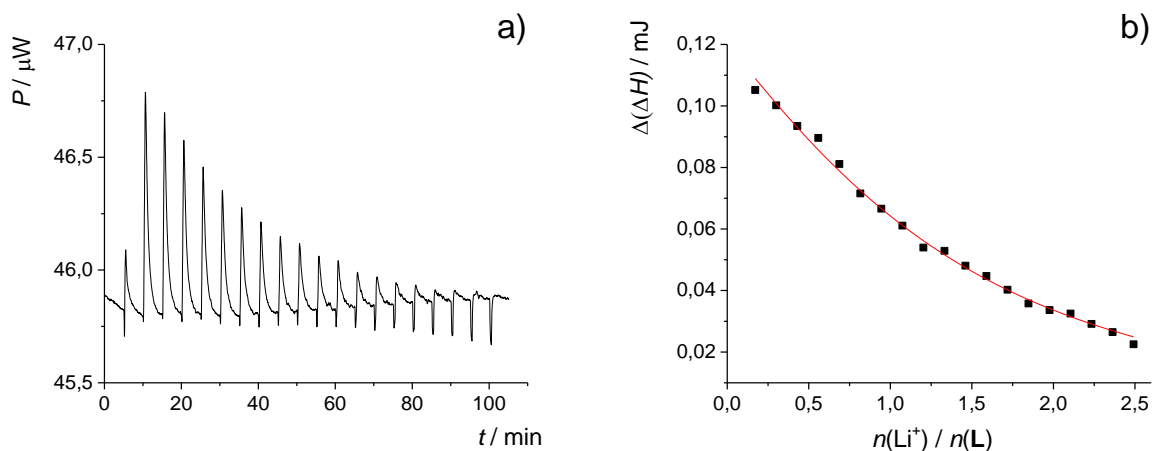 a)
P / μW
47,0
46,5
46,0
45,5
0 20 40 60 80 100
t / min
b)
Δ(ΔH) / mJ
0,12
0,10
0,08
0,06
0,04
0,02
0,0 0,5 1,0 1,5 2,0 2,5
n(Li⁺) / n(L)